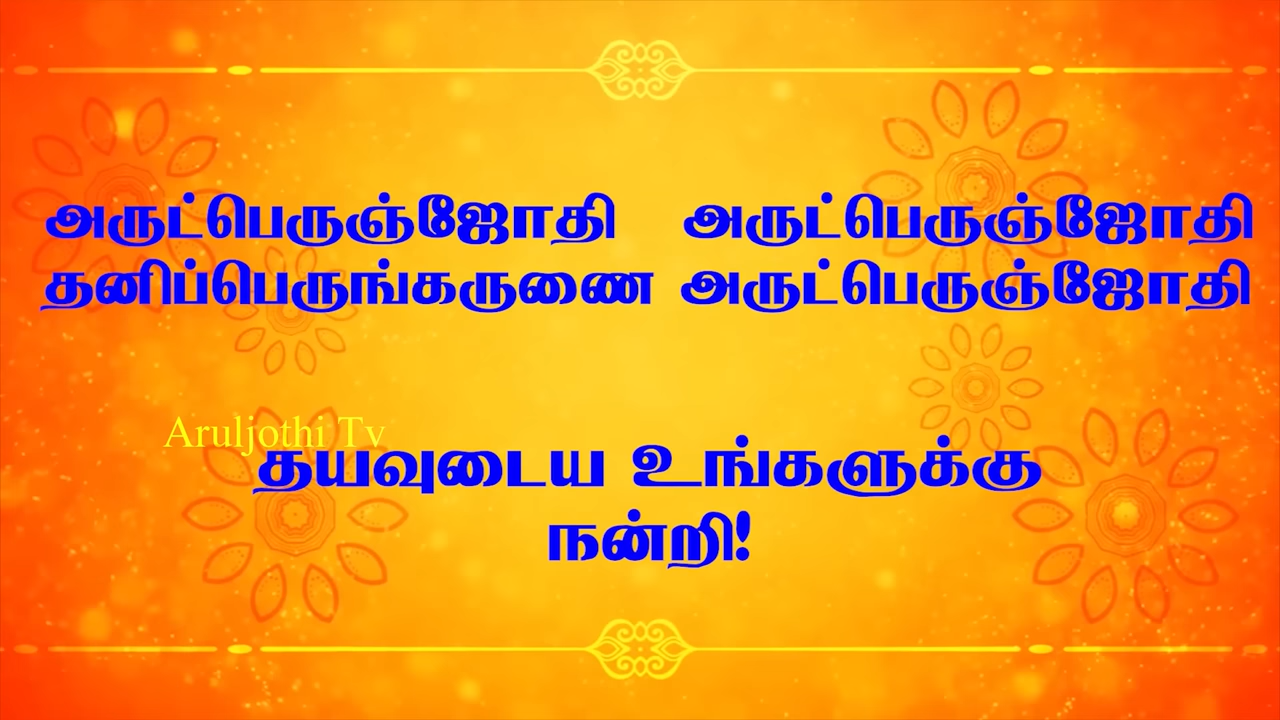 அருட்பெருஞ்ஜோதி அருட்பெருஞ்ஜோதி
தனிப்பெருங்கருணை அருட்பெருஞ்ஜோதி
Aruljothi Tv
தயவுடைய உங்களுக்கு
நன்றி!